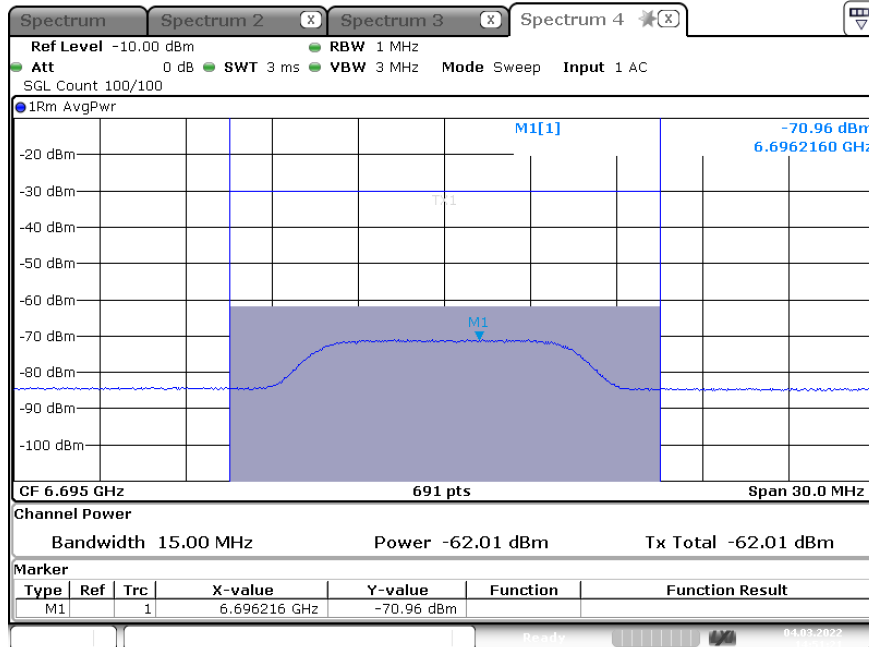 Spectrum Spectrum 2 X Spectrum 3 X Spectrum 4 X
Ref Level -10.00 dBm RBW 1 MHz
Att 0 dB SWT 3 ms VBW 3 MHz Mode Sweep Input 1 AC
SGL Count 100/100
1Rm AvgPwr
M1[1] -70.96 dBm
6.6962160 GHz
-20 dBm
-30 dBm
TX1
-40 dBm
-50 dBm
-60 dBm
M1
-70 dBm
-80 dBm
-90 dBm
-100 dBm
CF 6.695 GHz 691 pts Span 30.0 MHz
Channel Power
Bandwidth 15.00 MHz Power -62.01 dBm Tx Total -62.01 dBm
Marker
Type Ref Trc X-value Y-value Function Function Result
M1 1 6.696216 GHz -70.96 dBm
Ready 04.03.2022